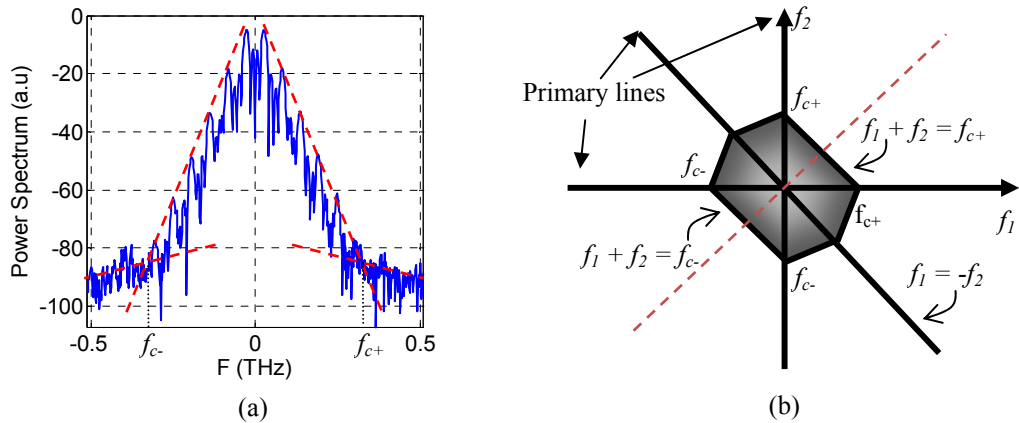 0
-20
-40
-60
-80
-100
Power Spectrum (a.u)
-0.5
0
0.5
fc-
fc+
F (THz)
(a)
f2
Primary lines
fc+
f1 + f2 = fc+
fc-
fc+
f1
f1 + f2 = fc-
fc-
f1 = -f2
(b)